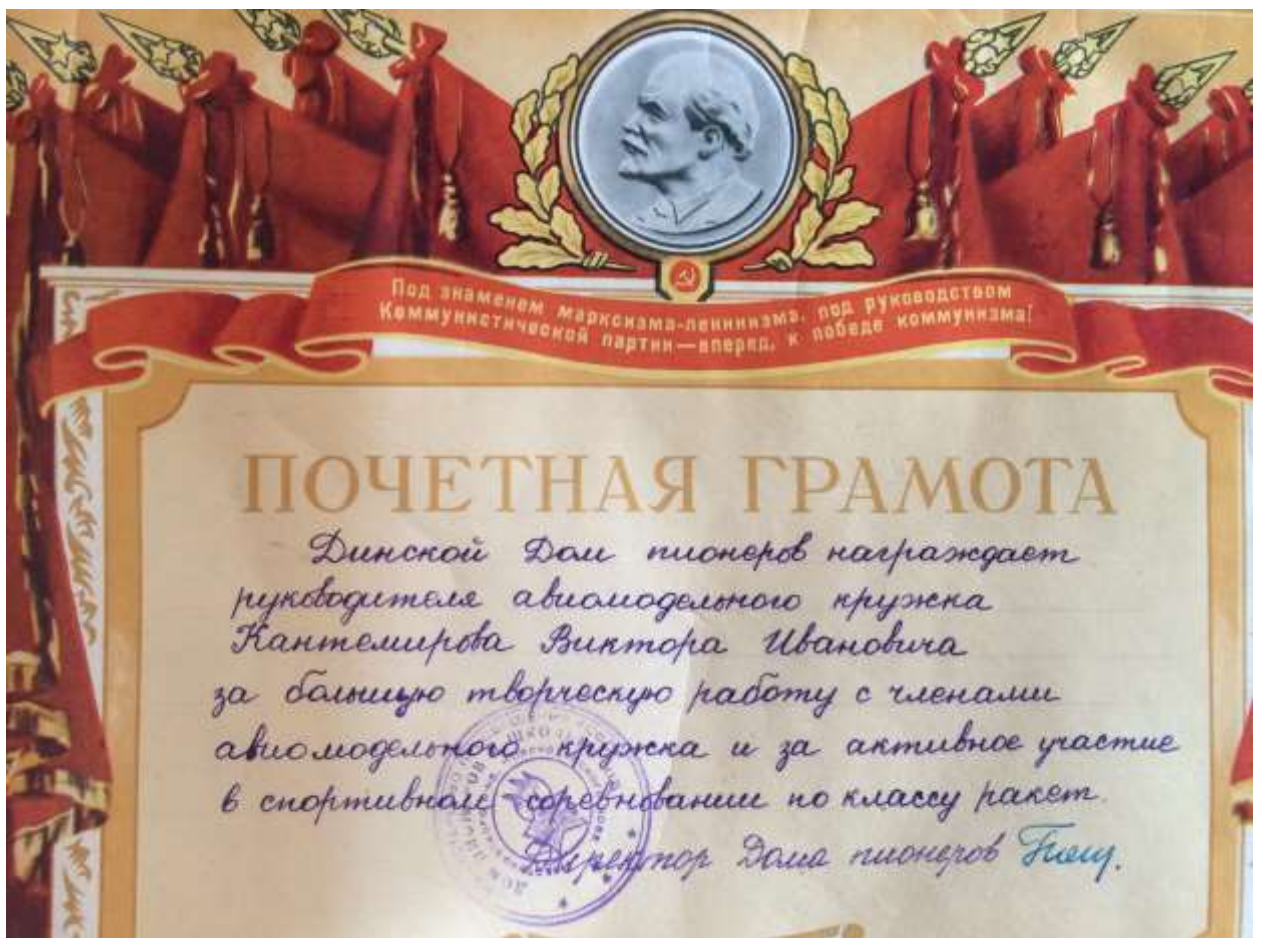 Под знаменем марксизма-ленинизма, под руководством
Коммунистической партии—вперед, к победе коммунизма!
ПОЧЕТНАЯ ГРАМОТА
Динской Дом пионеров награждает
руководителя авиомодельного кружка
Кантемирова Виктора Ивановича
за большую творческую работу с членами
авиомодельного кружка и за активное участие
в спортивном соревновании по классу ракет.
Директор Дома пионеров